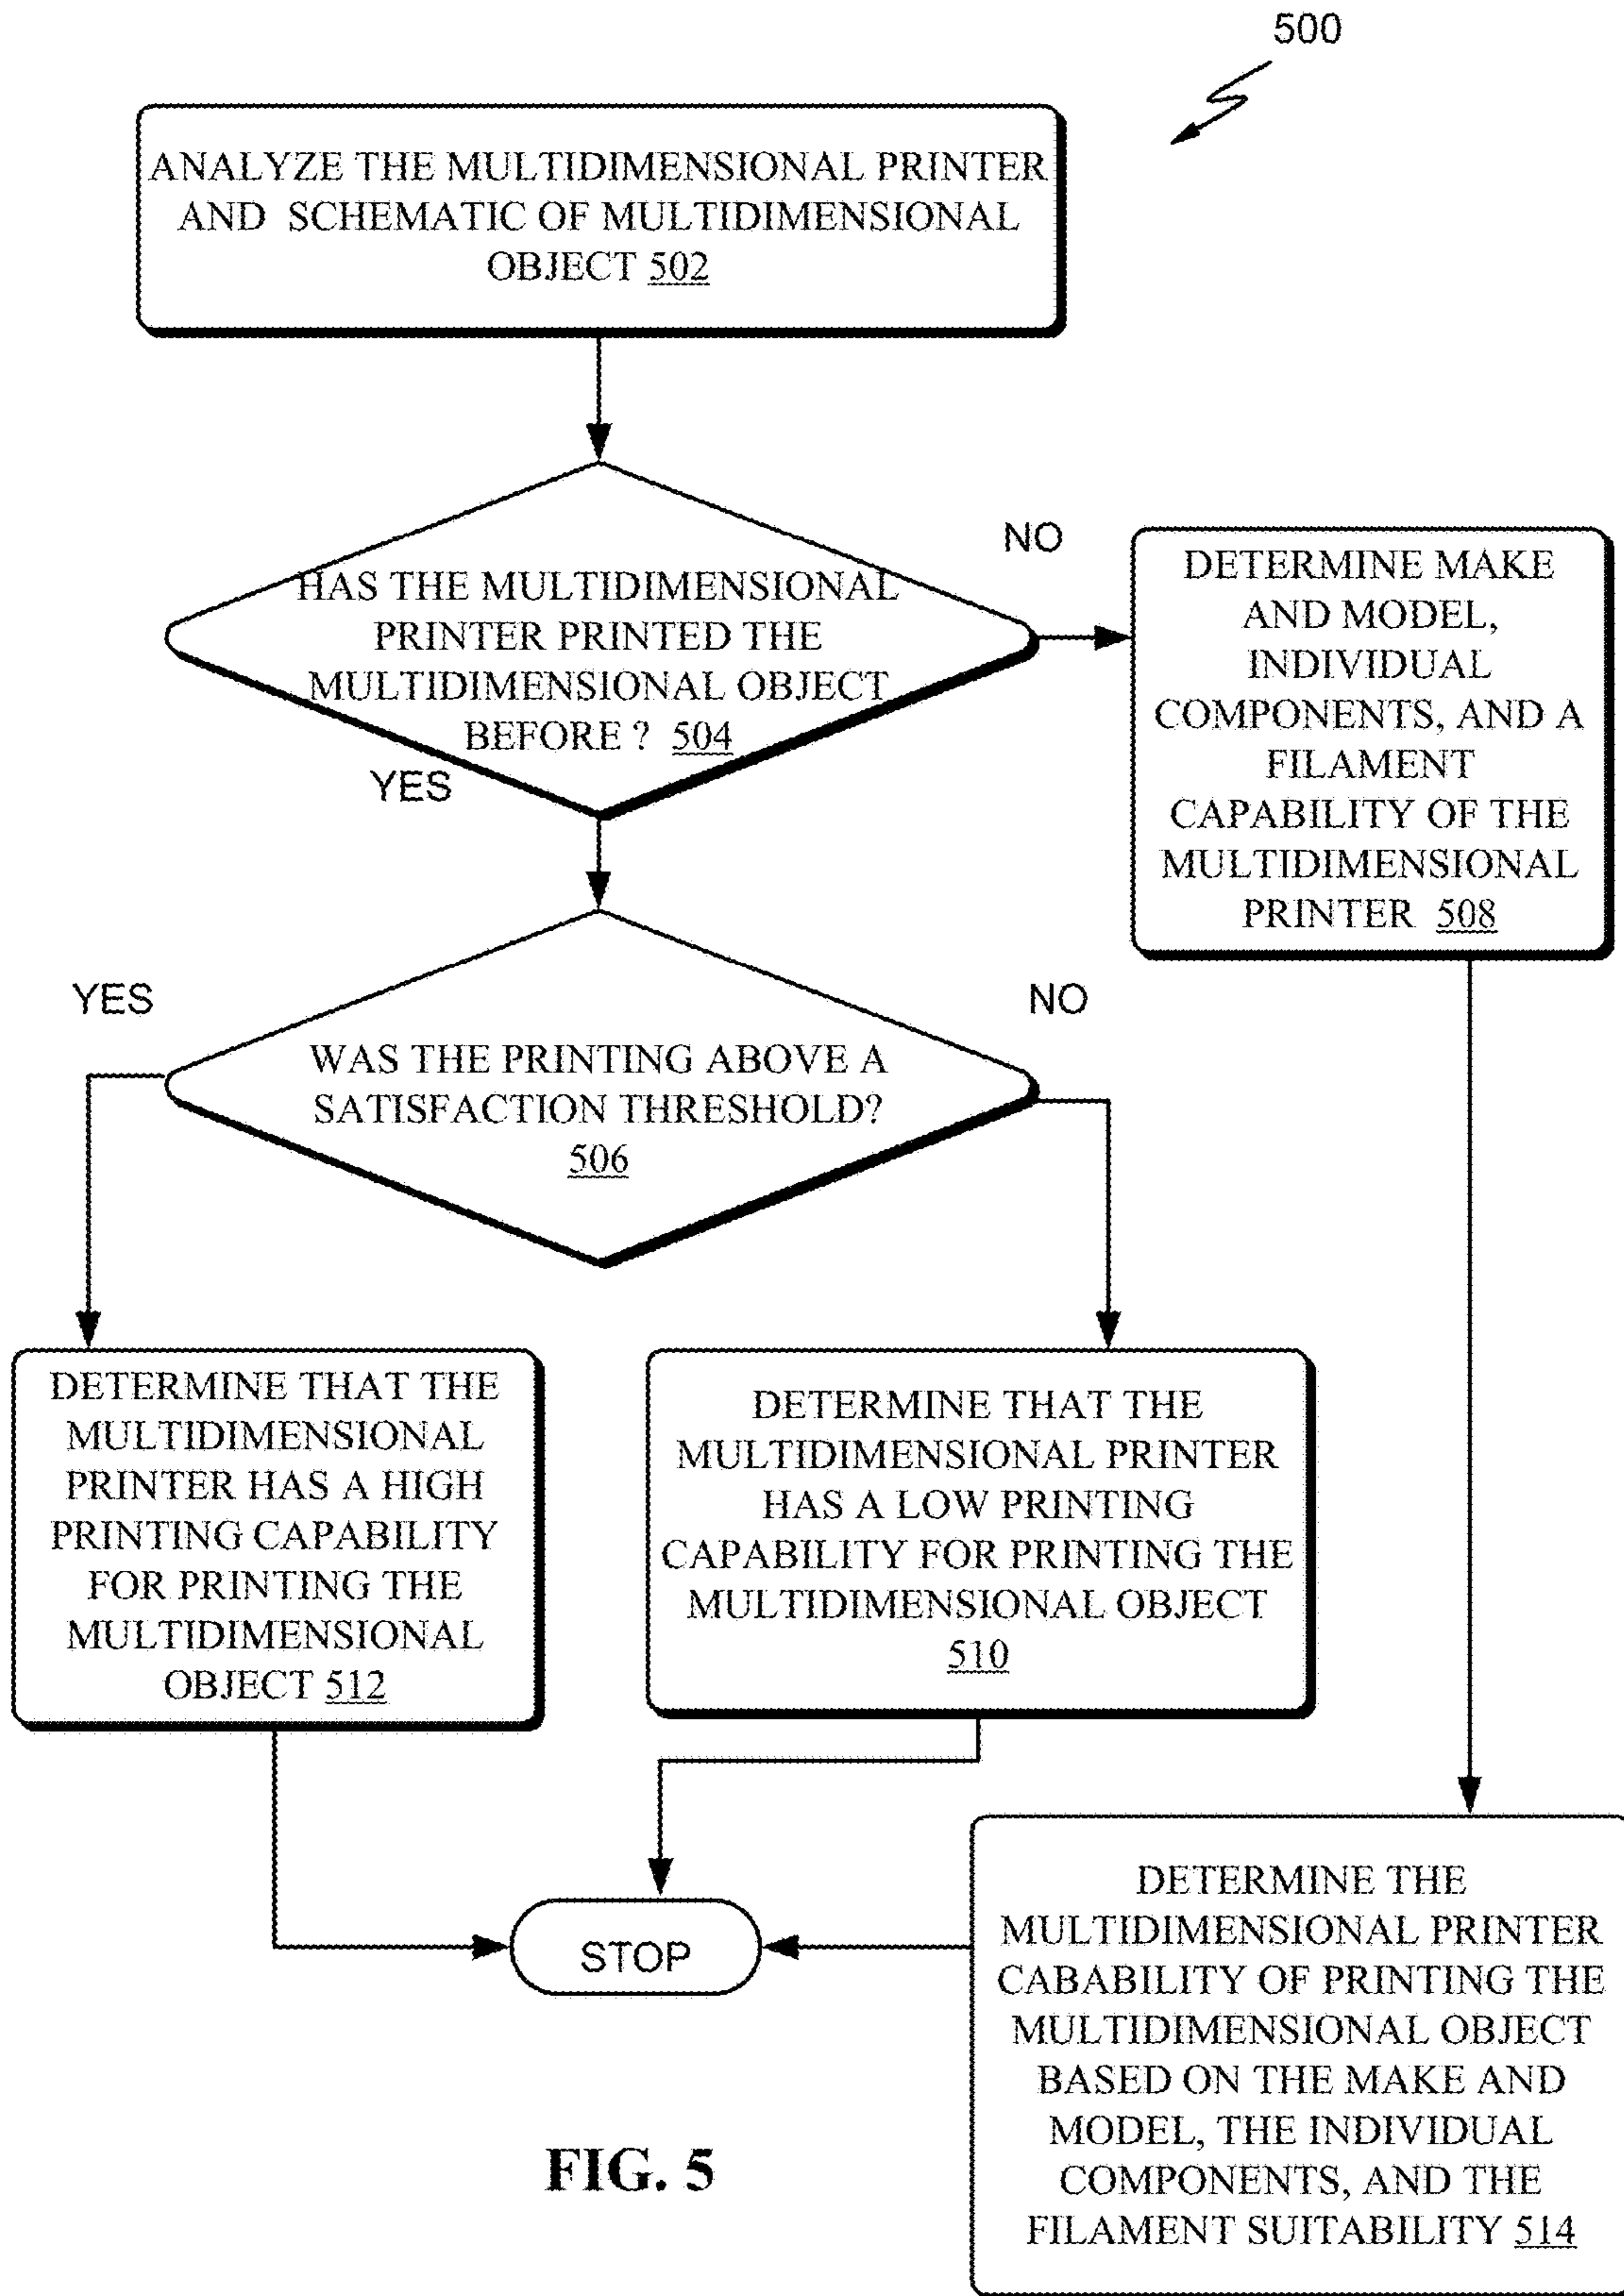 500
ANALYZE THE MULTIDIMENSIONAL PRINTER
AND SCHEMATIC OF MULTIDIMENSIONAL
OBJECT 502
HAS THE MULTIDIMENSIONAL
PRINTER PRINTED THE
MULTIDIMENSIONAL OBJECT
BEFORE ? 504
NO
YES
DETERMINE MAKE
AND MODEL,
INDIVIDUAL
COMPONENTS, AND A
FILAMENT
CAPABILITY OF THE
MULTIDIMENSIONAL
PRINTER 508
WAS THE PRINTING ABOVE A
SATISFACTION THRESHOLD?
506
YES
NO
DETERMINE THAT THE
MULTIDIMENSIONAL
PRINTER HAS A HIGH
PRINTING CAPABILITY
FOR PRINTING THE
MULTIDIMENSIONAL
OBJECT 512
DETERMINE THAT THE
MULTIDIMENSIONAL PRINTER
HAS A LOW PRINTING
CAPABILITY FOR PRINTING THE
MULTIDIMENSIONAL OBJECT
510
STOP
DETERMINE THE
MULTIDIMENSIONAL PRINTER
CABABILITY OF PRINTING THE
MULTIDIMENSIONAL OBJECT
BASED ON THE MAKE AND
MODEL, THE INDIVIDUAL
COMPONENTS, AND THE
FILAMENT SUITABILITY 514
FIG. 5